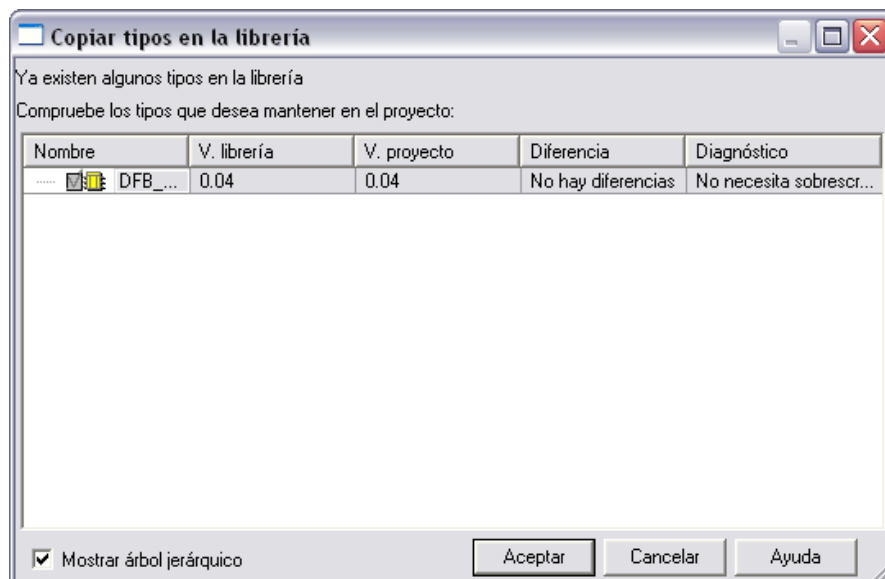 Copiar tipos en la librería
Ya existen algunos tipos en la librería
Compruebe los tipos que desea mantener en el proyecto:
Nombre V. librería V. proyecto Diferencia Diagnóstico
DFB_... 0.04 0.04 No hay diferencias No necesita sobrescr...
Mostrar árbol jerárquico Aceptar Cancelar Ayuda